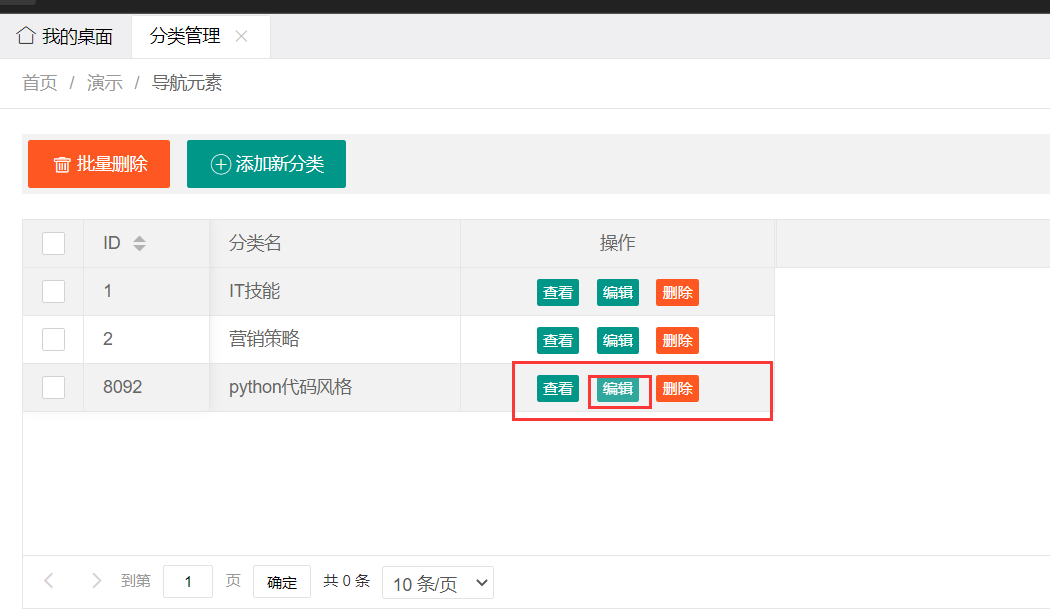 我的桌面 分类管理
首页 / 演示 / 导航元素
批量删除 添加新分类
ID 分类名 操作
1 IT技能 查看 编辑 删除
2 营销策略 查看 编辑 删除
8092 python代码风格 查看 编辑 删除
到第 1 页 确定 共 0 条 10 条/页